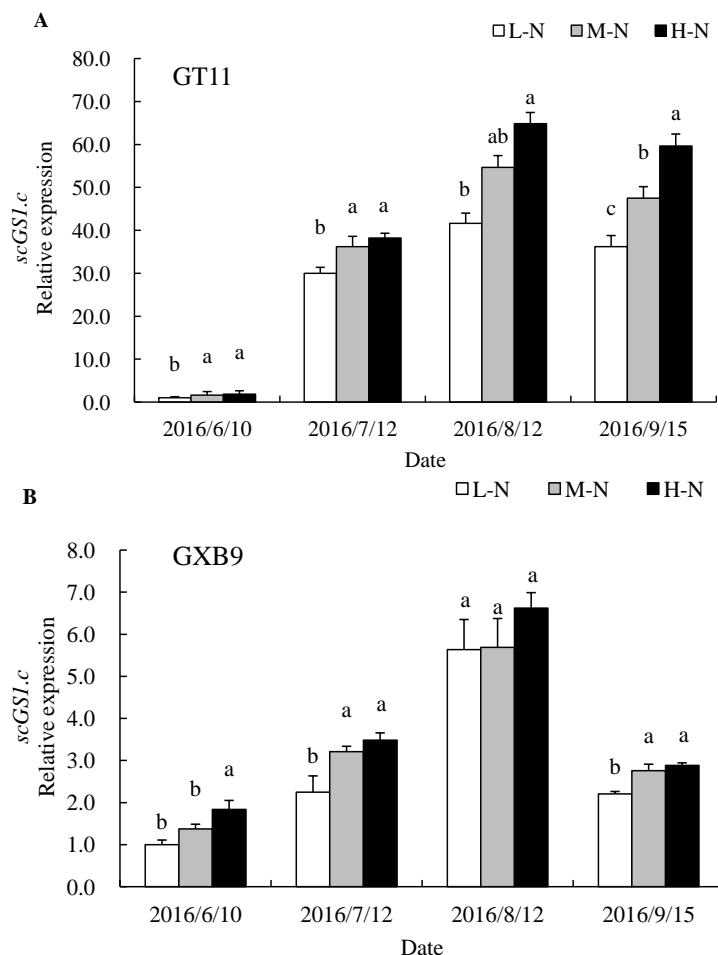 A
L-N M-N H-N
GT11
80.0
70.0
60.0
50.0
40.0
30.0
20.0
10.0
0.0
scGS1.c
Relative expression
b a a
b a a
b ab a
c b a
2016/6/10 2016/7/12 2016/8/12 2016/9/15
Date
B
L-N M-N H-N
GXB9
8.0
7.0
6.0
5.0
4.0
3.0
2.0
1.0
0.0
scGS1.c
Relative expression
b b a
b a a
a a a
b a a
2016/6/10 2016/7/12 2016/8/12 2016/9/15
Date